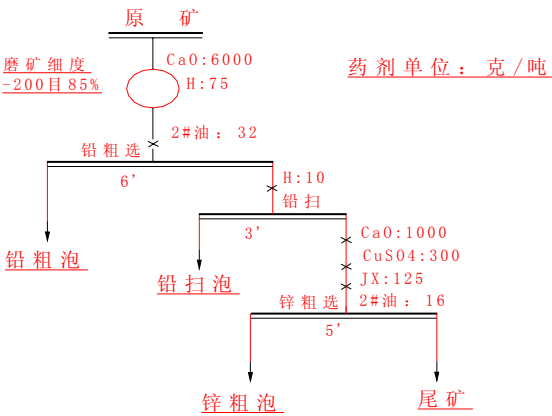 原 矿
CaO:6000
磨矿细度
-200目85%
H:75
药剂单位：克/吨
2#油：32
铅粗选
6'
H:10
铅扫
3'
铅粗泡
CaO:1000
CuSO4:300
铅扫泡
JX:125
锌粗选
2#油：16
5'
锌粗泡
尾矿